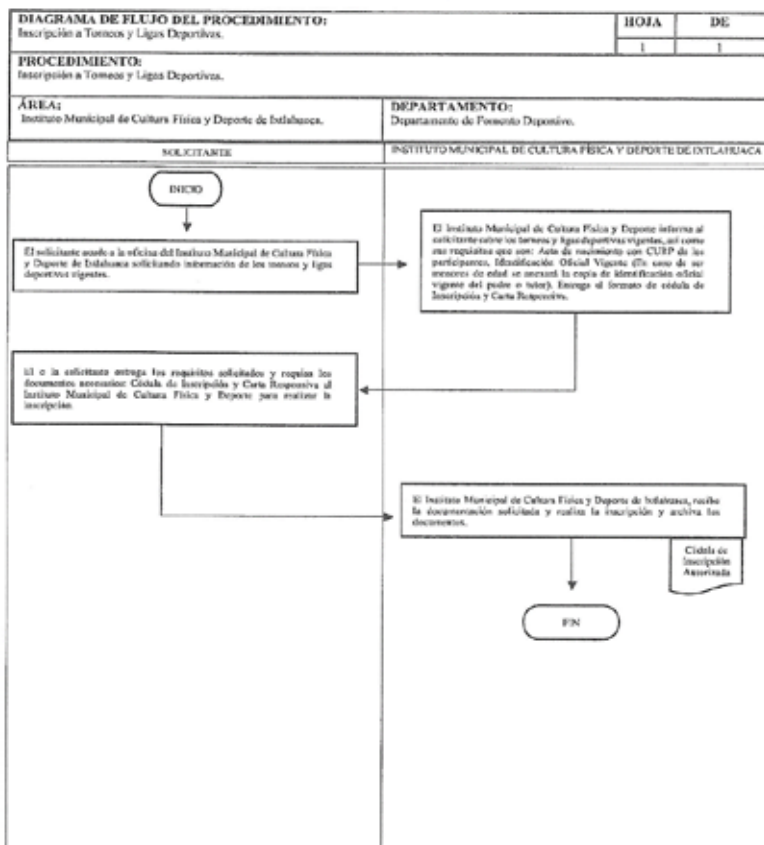 DIAGRAMA DE FLUJO DEL PROCEDIMIENTO:
Inscripción a Torneos y Ligas Deportivas.
HOJA DE
1 1
PROCEDIMIENTO:
Inscripción a Torneos y Ligas Deportivas.
ÁREA:
Instituto Municipal de Cultura Física y Deporte de Ixtlahuaca.
DEPARTAMENTO:
Departamento de Fomento Deportivo.
SOLICITANTE
INSTITUTO MUNICIPAL DE CULTURA FÍSICA Y DEPORTE DE IXTLAHUACA
INICIO
El solicitante acude a la oficina del Instituto Municipal de Cultura Física
y Deporte de Ixtlahuaca solicitando información de los torneos y ligas
deportivas vigentes.
El Instituto Municipal de Cultura Física y Deporte informa al
solicitante sobre los torneos y ligas deportivas vigentes, así como
sus requisitos que son: Acta de nacimiento con CURP de los
participantes, Identificación Oficial Vigente (En caso de ser
menores de edad se anexará la copia de identificación oficial
vigente del padre o tutor). Entrega el formato de cédula de
Inscripción y Carta Responsiva.
El o la solicitante entrega los requisitos solicitados y requisa los
documentos necesarios: Cédula de Inscripción y Carta Responsiva al
Instituto Municipal de Cultura Física y Deporte para realizar la
inscripción.
El Instituto Municipal de Cultura Física y Deporte de Ixtlahuaca, recibe
la documentación solicitada y realiza la inscripción y archiva los
documentos.
Cédula de
Inscripción
Autorizada
FIN